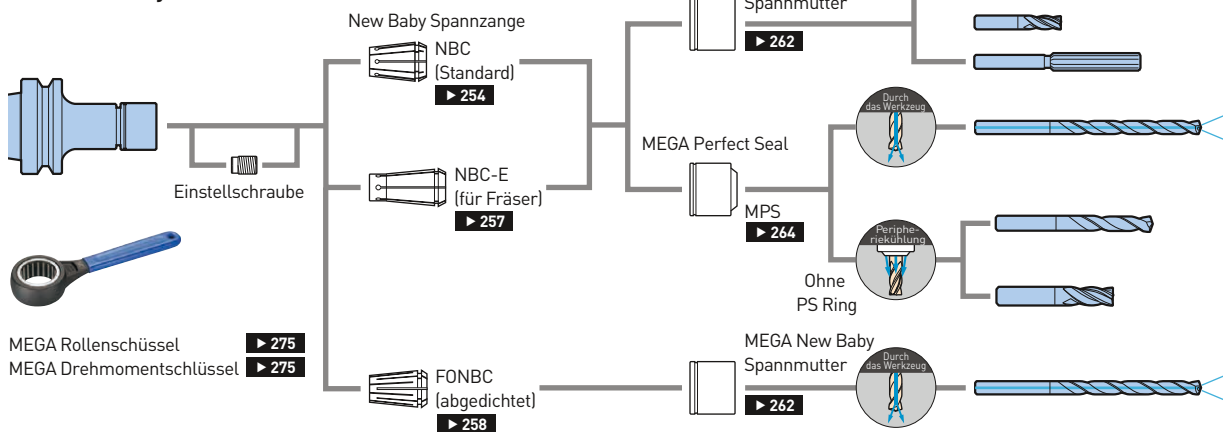 New Baby Spannzange
NBC
(Standard)
▶ 254
NBC-E
(für Fräser)
▶ 257
Einstellschraube
MEGA Rollenschüssel ▶ 275
MEGA Drehmomentschlüssel ▶ 275
FONBC
(abgedichtet)
▶ 258
Spannmutter
▶ 262
MEGA Perfect Seal
MPS
▶ 264
Durch
das Werkzeug
Periphe-
riekühlung
Ohne
PS Ring
MEGA New Baby
Spannmutter
▶ 262
Durch
das Werkzeug